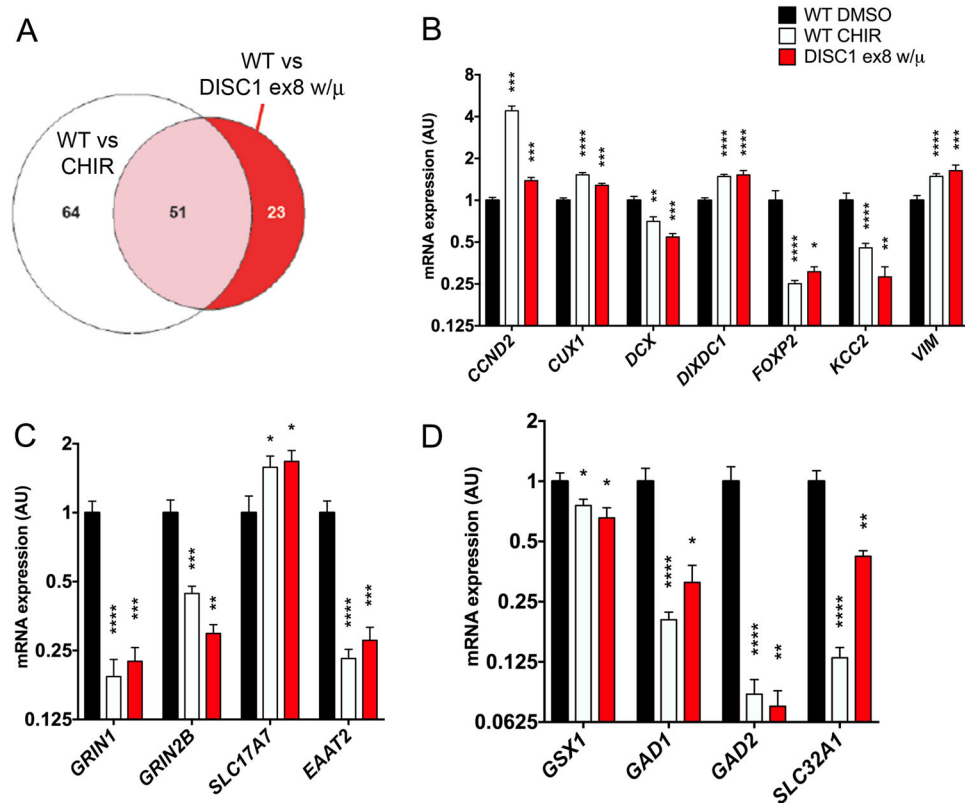 A
WT vs
DISC1 ex8 w/μ
WT vs
CHIR
64
51
23
B
WT DMSO
WT CHIR
DISC1 ex8 w/μ
mRNA expression (AU)
8
4
2
1
0.5
0.25
0.125
*** ***
**** ***
** ***
**** ****
**** *
**** **
**** ***
CCND2
CUX1
DCX
DIXDC1
FOXP2
KCC2
VIM
C
mRNA expression (AU)
2
1
0.5
0.25
0.125
**** ***
*** **
* *
**** ***
GRIN1
GRIN2B
SLC17A7
EAAT2
D
mRNA expression (AU)
2
1
0.5
0.25
0.125
0.0625
* *
**** *
**** **
**** **
GSX1
GAD1
GAD2
SLC32A1